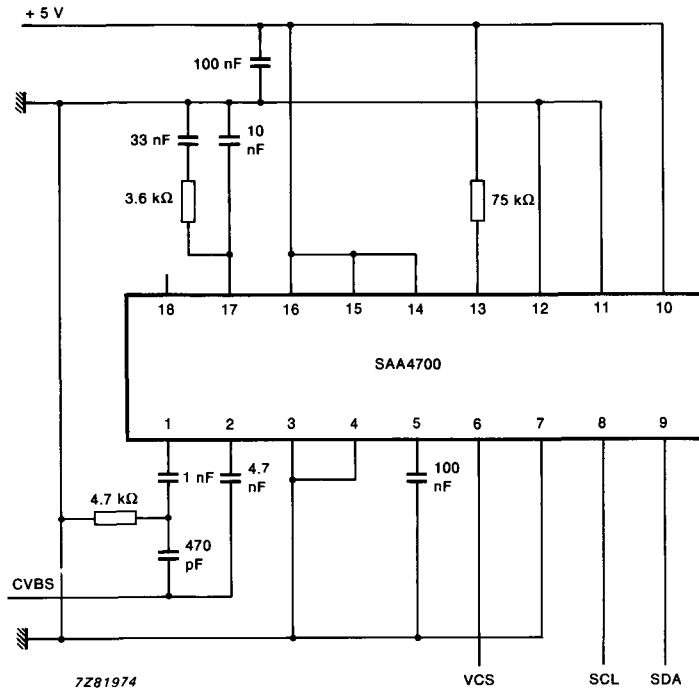 + 5 V
100 nF
33 nF
10
nF
3.6 kΩ
75 kΩ
18 17 16 15 14 13 12 11 10
SAA4700
1 2 3 4 5 6 7 8 9
1 nF
4.7
nF
100
nF
4.7 kΩ
470
pF
CVBS
7Z81974
VCS SCL SDA